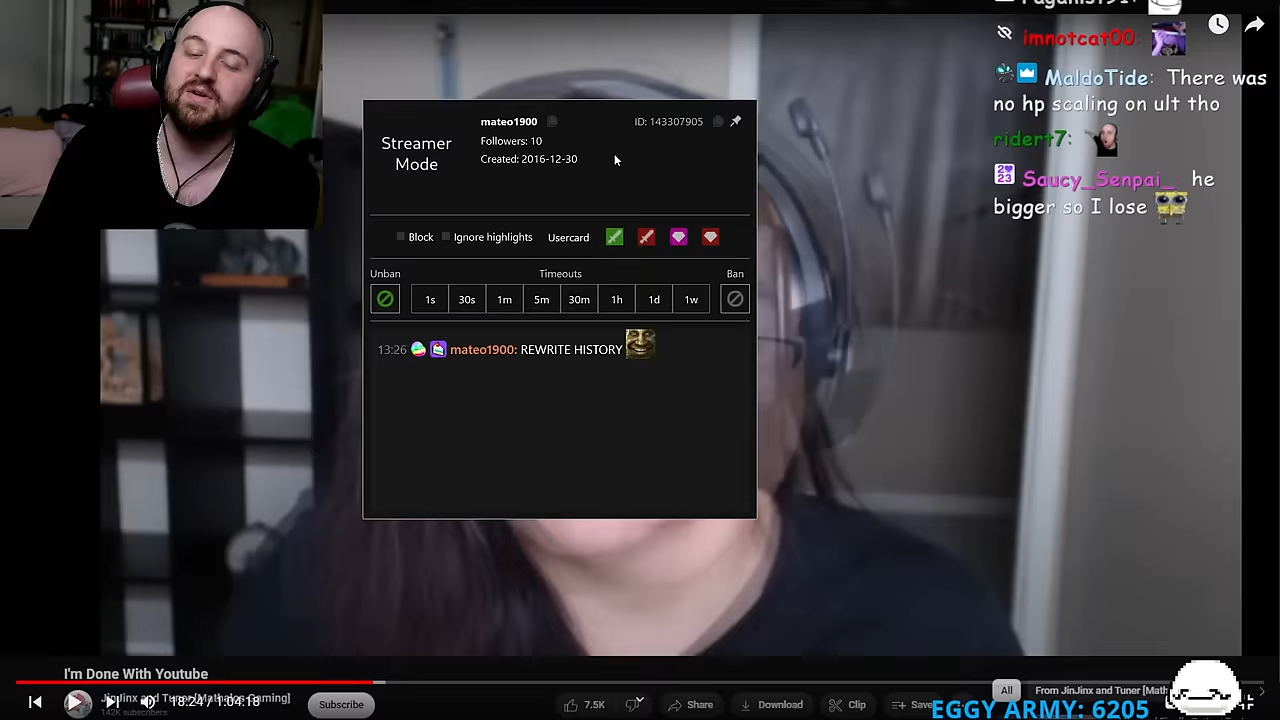 imnotcat00:
MaldoTide: There was
no hp scaling on ult tho
ridert7:
Saucy_Senpai_ he
bigger so I lose
Streamer
Mode
mateo1900
ID: 143307905
Followers: 10
Created: 2016-12-30
Block
Ignore highlights
Usercard
Unban
Timeouts
Ban
1s 30s 1m 5m 30m 1h 1d 1w
13:26 mateo1900: REWRITE HISTORY
I'm Done With Youtube
JinJinx and Tuner [Mathalos Gaming]
142K subscribers
18:24 / 1:04:18
Subscribe
7.5K
Share
Download
Clip
Save
All
From JinJinx and Tuner [Math
EGGY ARMY: 6205